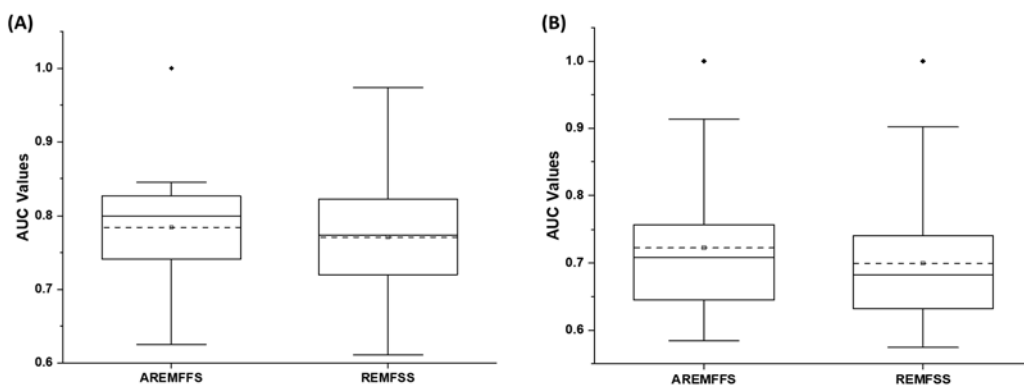 (A)
AUC Values
1.0
0.9
0.8
0.7
0.6
AREMFFS
REMFSS
(B)
AUC Values
1.0
0.9
0.8
0.7
0.6
AREMFFS
REMFSS